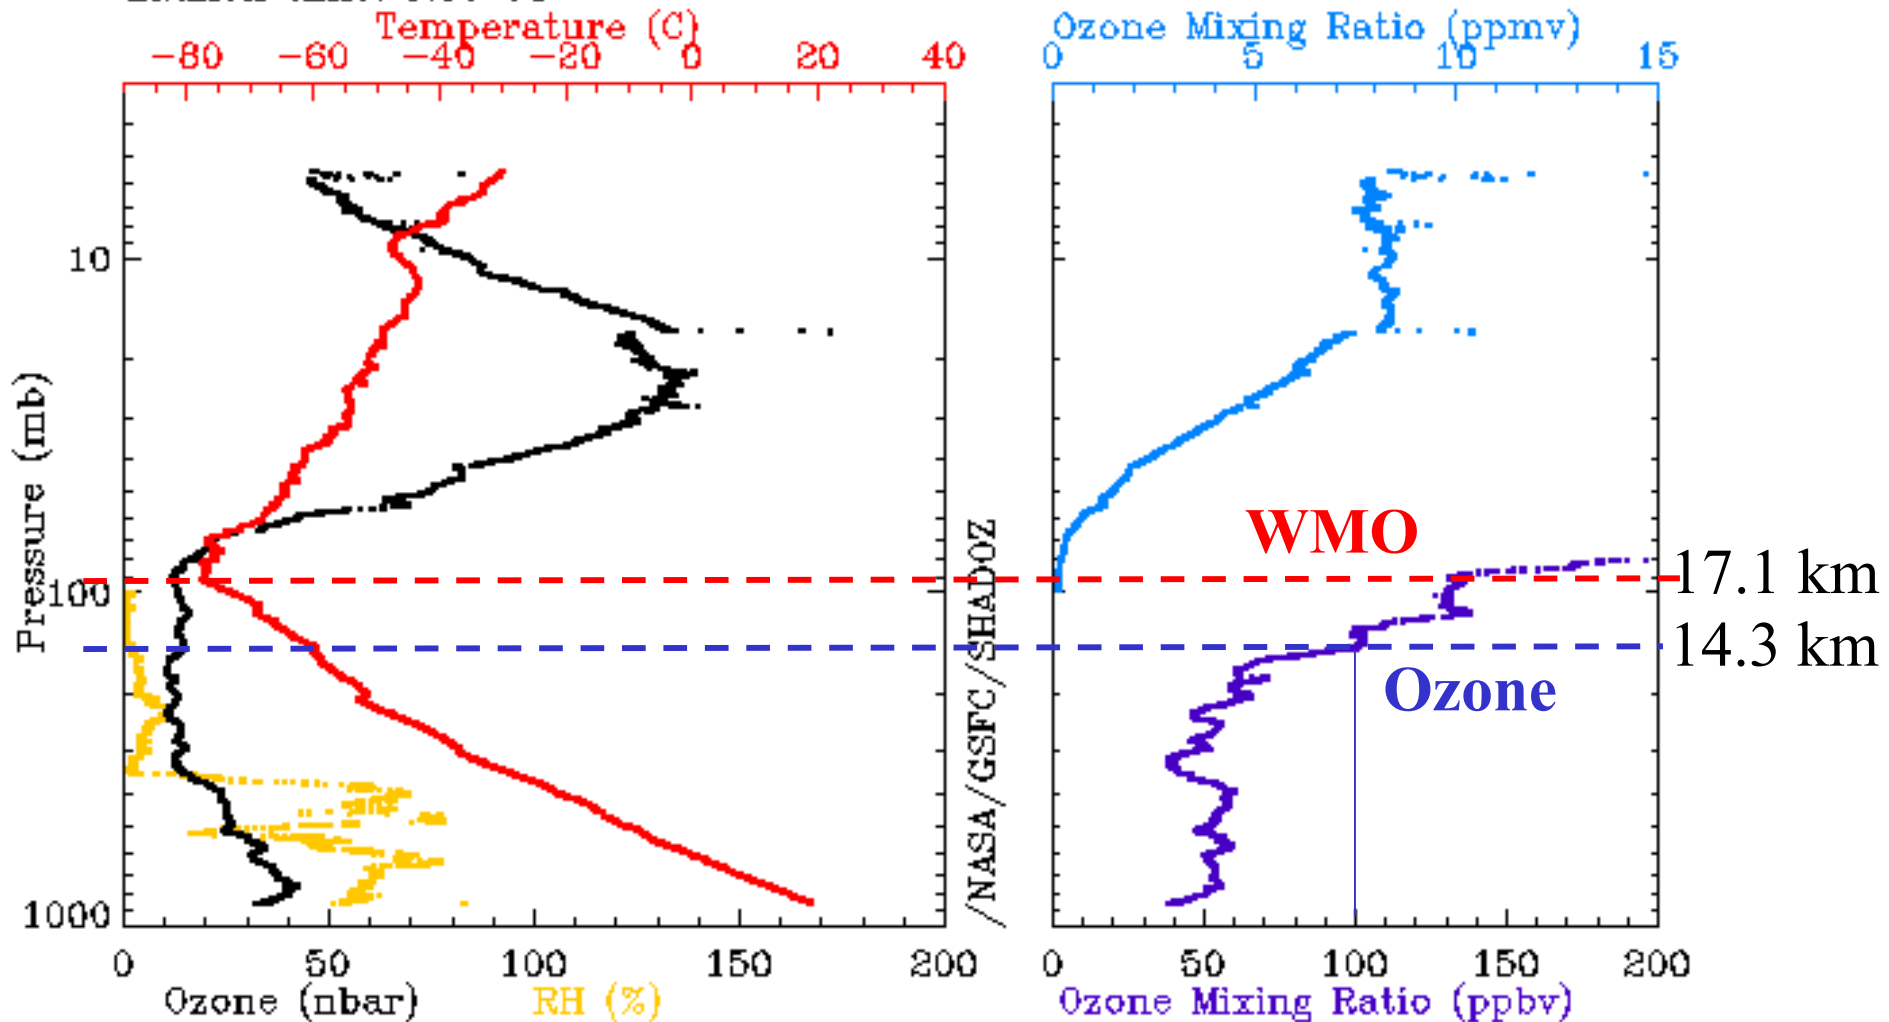 Temperature (C)
-80 -60 -40 -20 0 20 40
Ozone Mixing Ratio (ppmv)
0 5 10 15
Pressure (mb)
10
100
1000
/NASA/GSFC/SHADOZ
WMO
17.1 km
14.3 km
Ozone
0 50 100 150 200
Ozone (nbar) RH (%)
0 50 100 150 200
Ozone Mixing Ratio (ppbv)